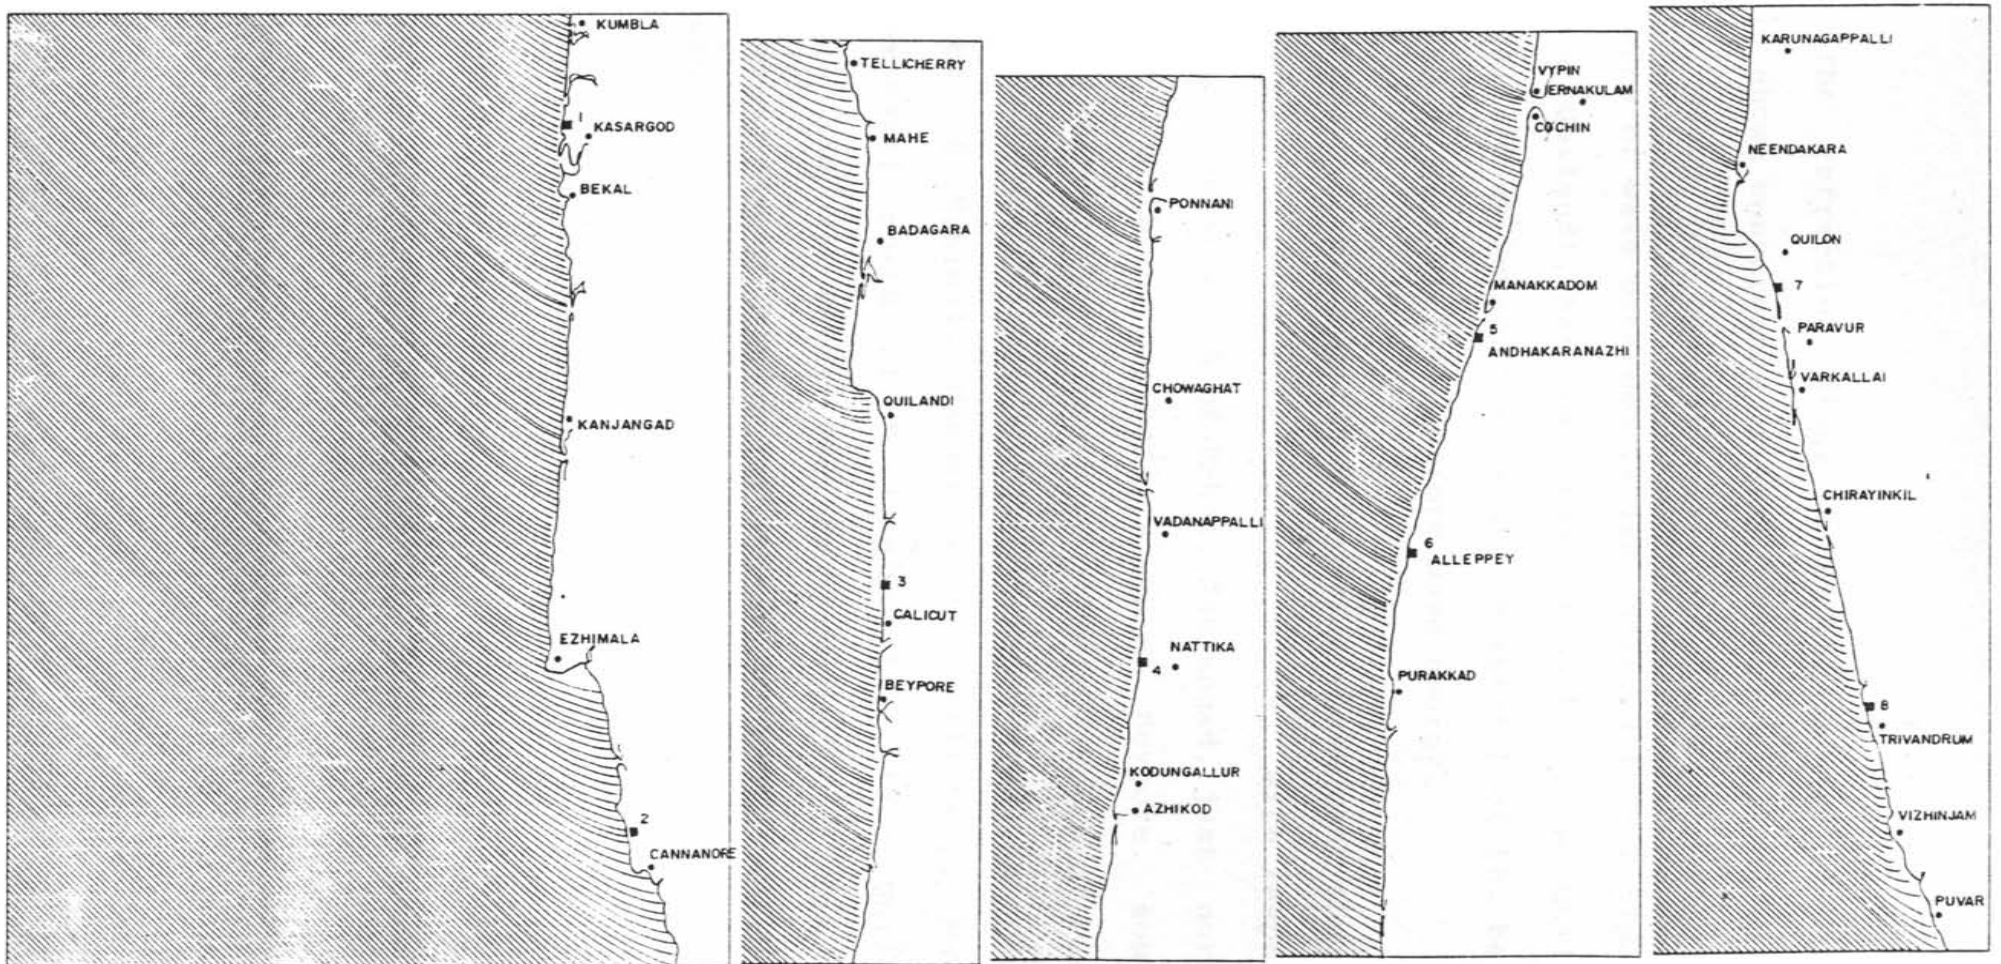 KUMBLA
1
KASARGOD
BEKAL
KANJANGAD
EZHIMALA
2
CANNANORE
TELLICHERRY
MAHE
BADAGARA
QUILANDI
3
CALICUT
BEYPORE
PONNANI
CHOWAGHAT
VADANAPPALLI
NATTIKA
4
KODUNGALLUR
AZHIKOD
VYPIN
ERNAKULAM
COCHIN
MANAKKADOM
5
ANDHAKARANAZHI
6
ALLEPPEY
PURAKKAD
KARUNAGAPPALLI
NEENDAKARA
QUILON
7
PARAVUR
VARKALLAI
CHIRAYINKIL
8
TRIVANDRUM
VIZHINJAM
PUVAR